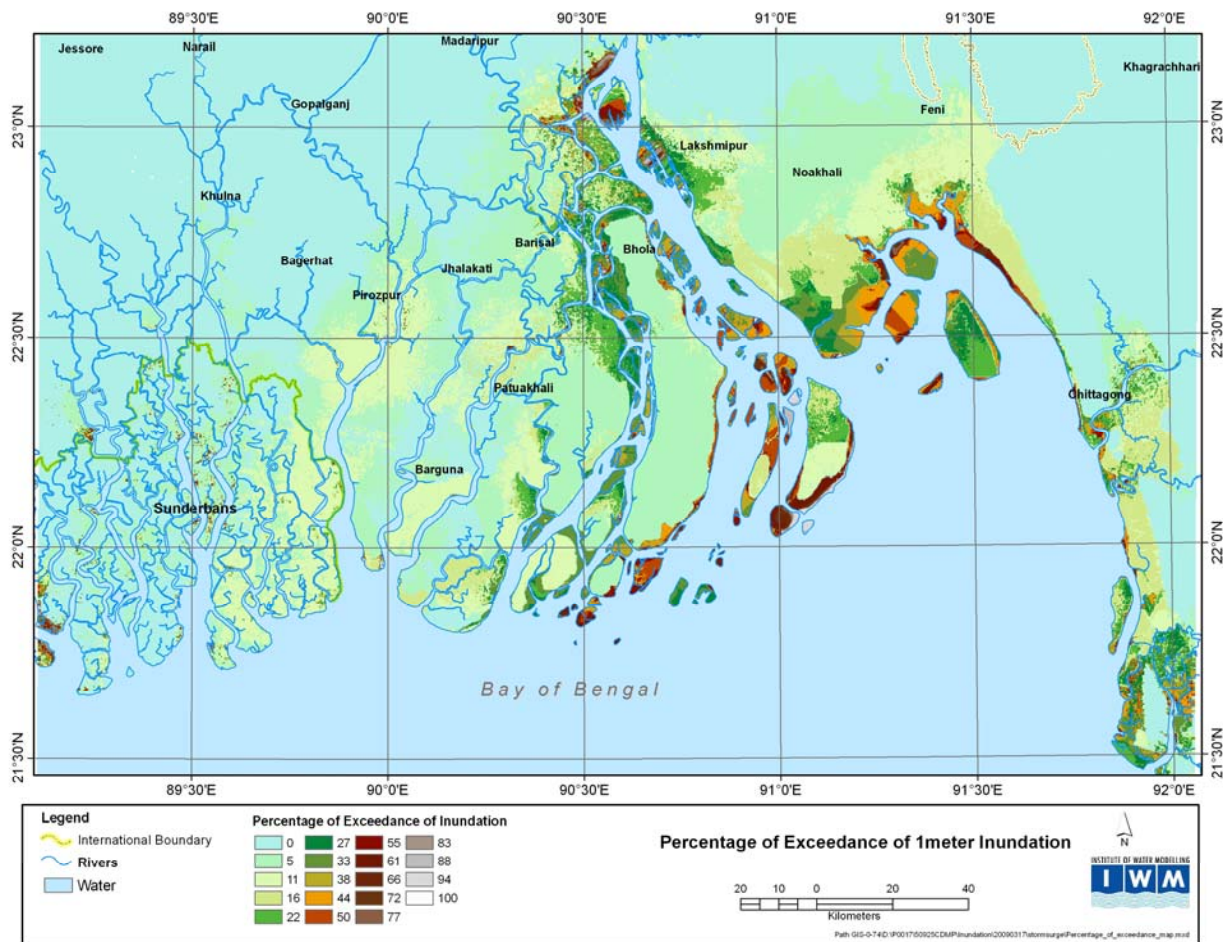 89°30'E 90°0'E 90°30'E 91°0'E 91°30'E 92°0'E
Jessore Narail Madaripur Khagrachhari
Gopalganj Feni
23°0'N 23°0'N
Lakshmipur
Noakhali
Khulna
Barisal Bhola
Bagerhat Jhalakati
Pirozpur
22°30'N 22°30'N
Patuakhali Chittagong
Barguna
Sunderbans
22°0'N 22°0'N
Bay of Bengal
21°30'N 21°30'N
89°30'E 90°0'E 90°30'E 91°0'E 91°30'E 92°0'E
Legend
International Boundary
Rivers
Water
Percentage of Exceedance of Inundation
0 27 55 83
5 33 61 88
11 38 66 94
16 44 72 100
22 50 77
Percentage of Exceedance of 1meter Inundation
20 10 0 20 40
Kilometers
N
INSTITUTE OF WATER MODELLING
IWM